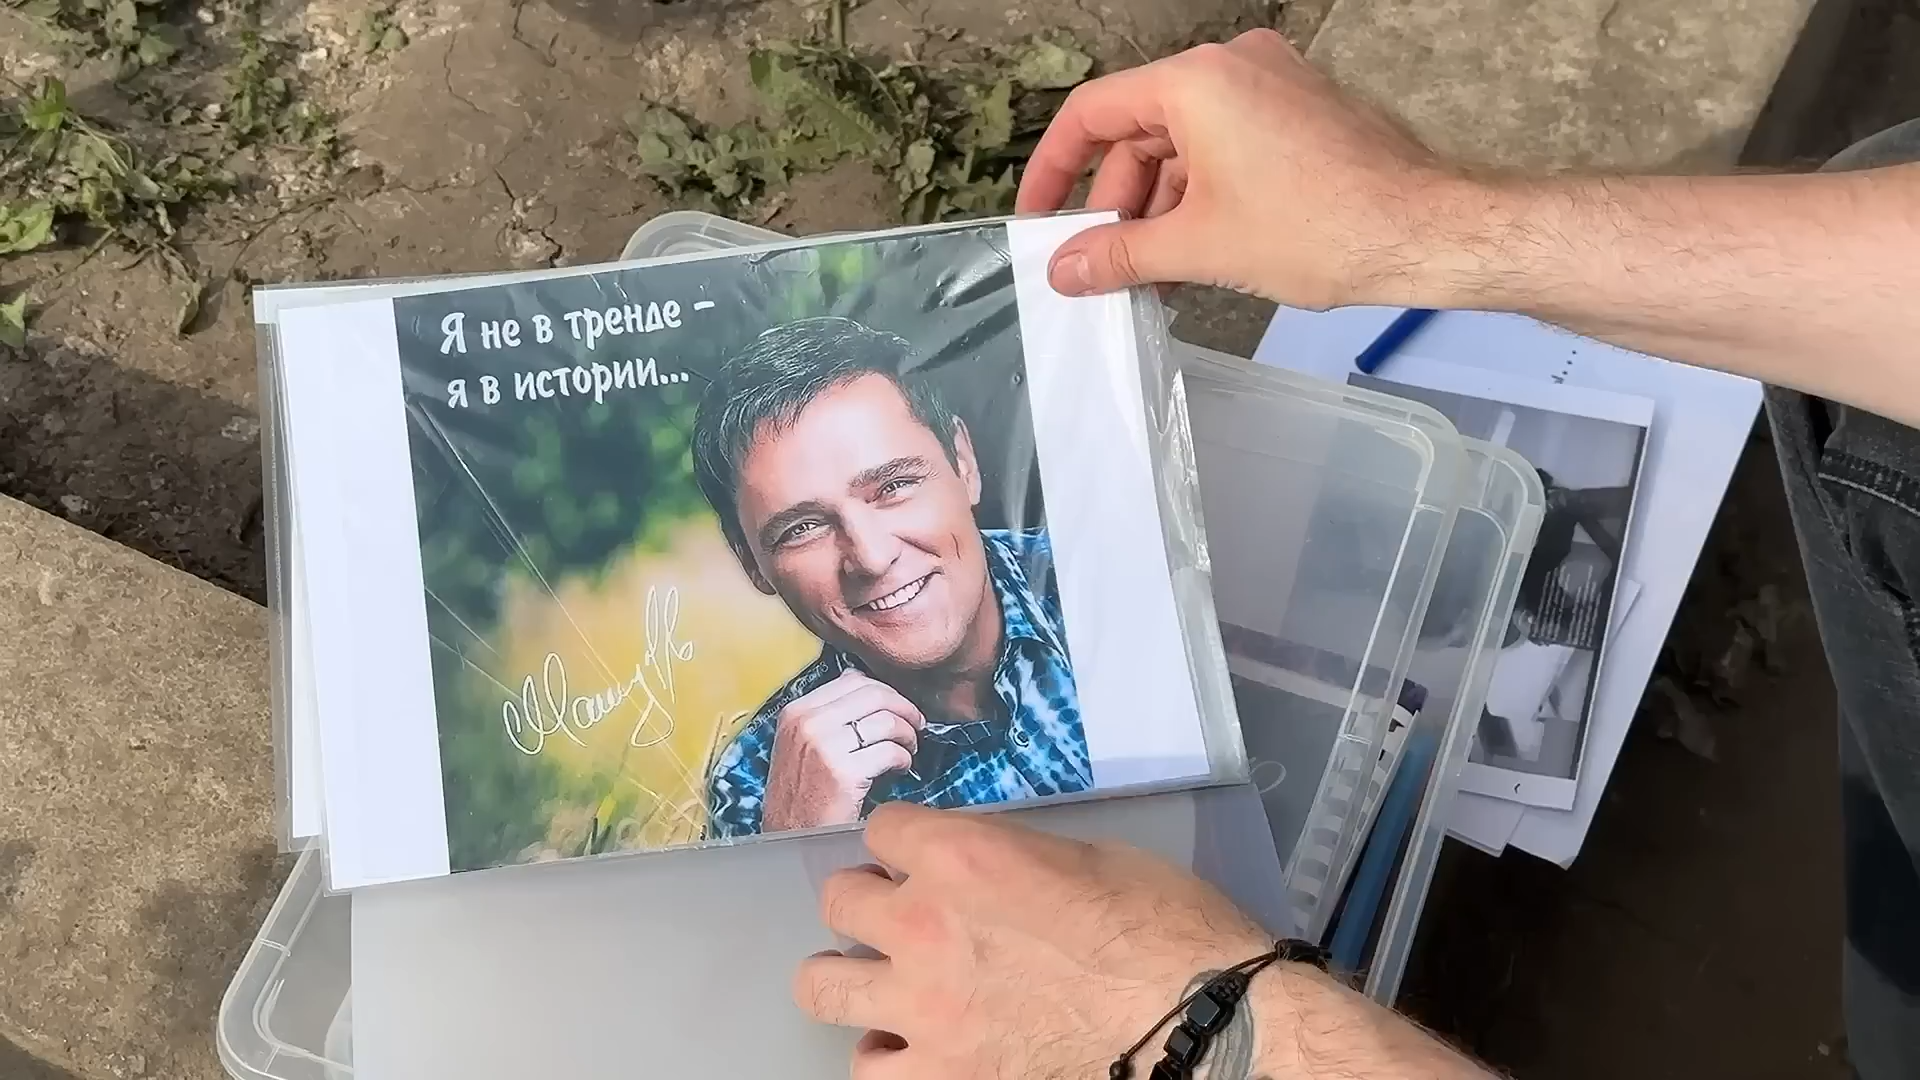 Я не в тренде –
я в истории...